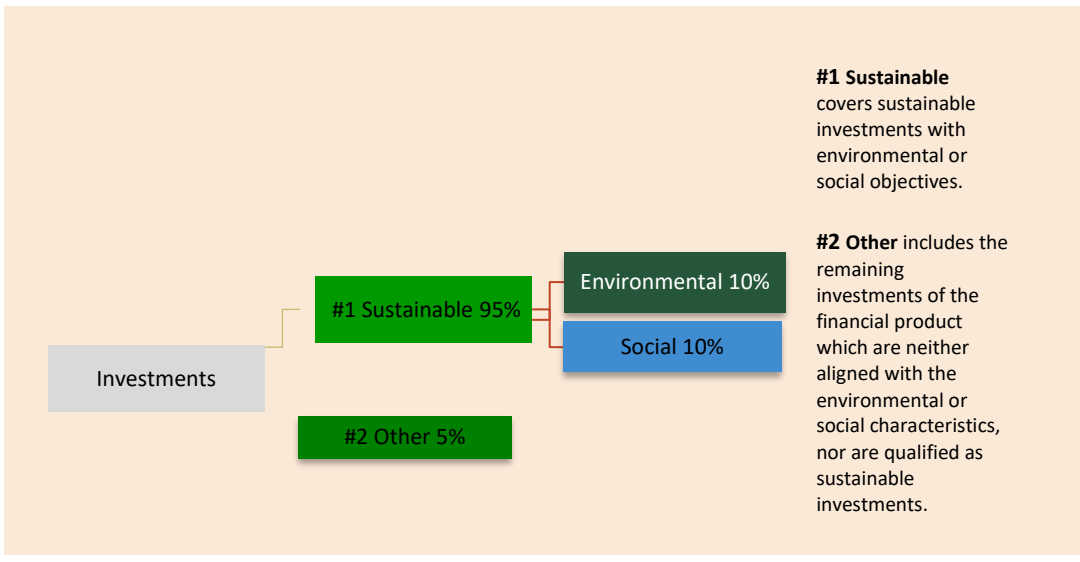 Investments
#1 Sustainable 95%
Environmental 10%
Social 10%
#2 Other 5%
#1 Sustainable
covers sustainable
investments with
environmental or
social objectives.
#2 Other includes the
remaining
investments of the
financial product
which are neither
aligned with the
environmental or
social characteristics,
nor are qualified as
sustainable
investments.